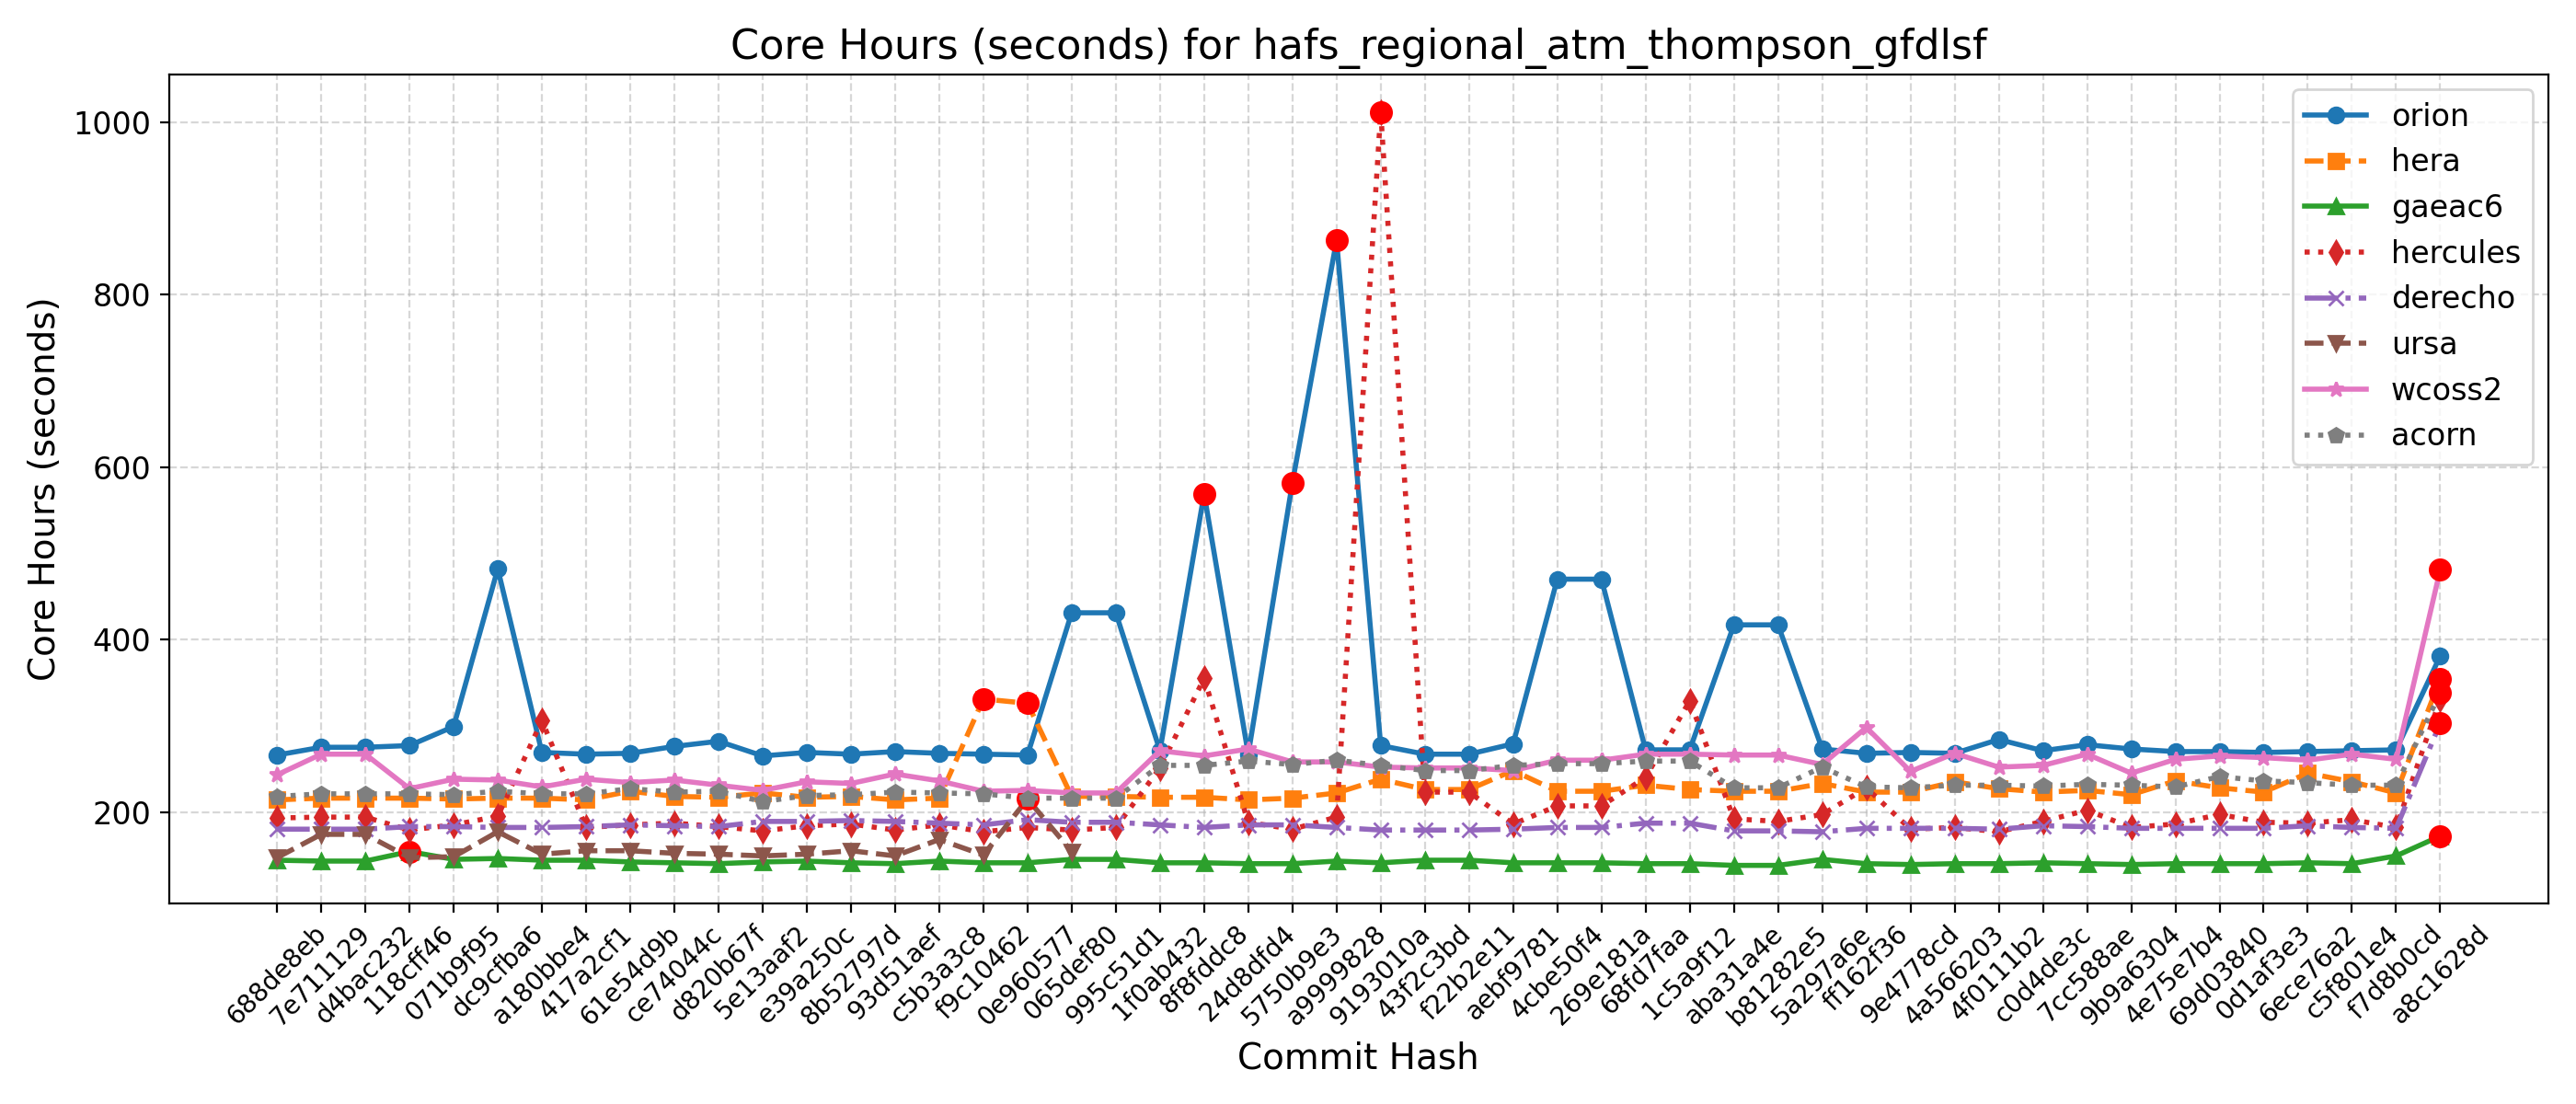 Core Hours (seconds) for hafs_regional_atm_thompson_gfdlsf
Core Hours (seconds)
1000
800
600
400
200
orion
hera
gaeac6
hercules
derecho
ursa
wcoss2
acorn
688de8eb
7e711129
d4bac232
118cff46
071b9f95
dc9cfba6
a180bbe4
417a2cf1
61e54d9b
ce74044c
d820b67f
5e13aaf2
e39a250c
8b52797d
93d51aef
c5b3a3c8
f9c10462
0e960577
065def80
995c51d1
1f0ab432
8f8fddc8
24d8dfd4
5750b9e3
a9999828
9193010a
43f2c3bd
f22b2e11
aebf9781
4cbe50f4
269e181a
68fd7faa
1c5a9f12
aba31a4e
b81282e5
5a297a6e
ff162f36
9e4778cd
4a566203
4f0111b2
c0d4de3c
7cc588ae
9b9a6304
4e75e7b4
69d03840
0d1af3e3
6ece76a2
c5f801e4
f7d8b0cd
a8c1628d
Commit Hash